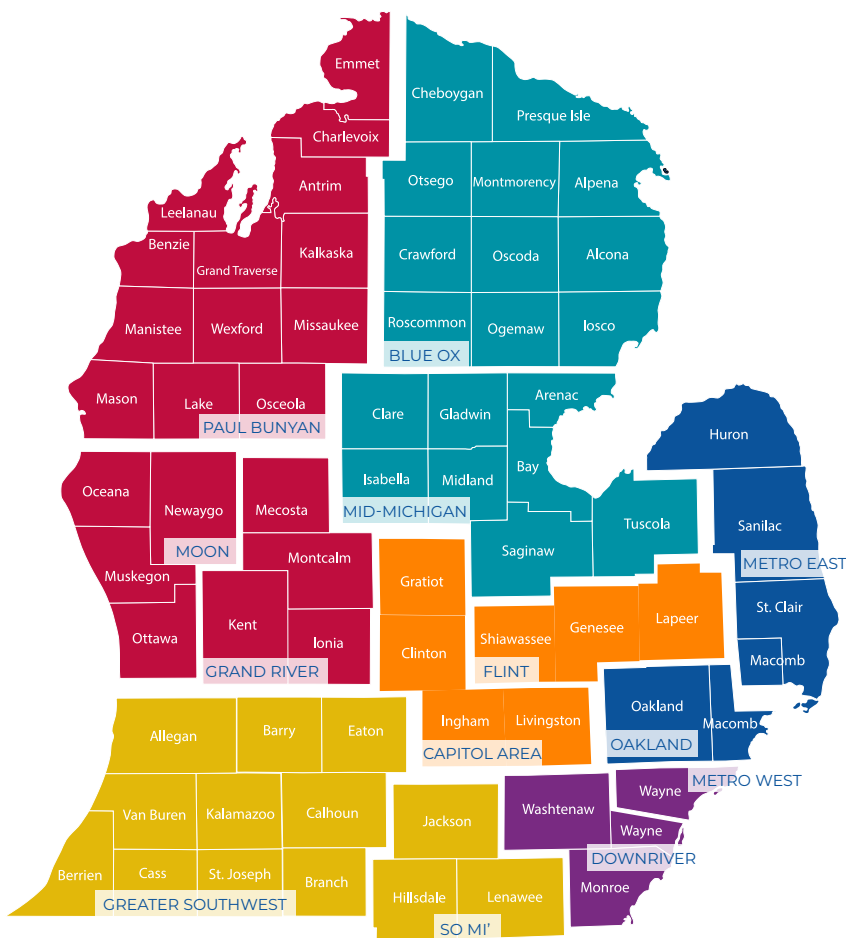 Emmet
Cheboygan
Presque Isle
Charlevoix
Antrim
Otsego
Montmorency
Alpena
Leelanau
Benzie
Grand Traverse
Kalkaska
Crawford
Oscoda
Alcona
Manistee
Wexford
Missaukee
Roscommon
Ogemaw
Iosco
BLUE OX
Mason
Lake
Osceola
PAUL BUNYAN
Clare
Gladwin
Arenac
Huron
Isabella
Midland
Bay
MID-MICHIGAN
Oceana
Newaygo
Mecosta
MOON
Saginaw
Tuscola
Sanilac
METRO EAST
Muskegon
Montcalm
Gratiot
Ottawa
Kent
Ionia
GRAND RIVER
Clinton
Shiawassee
Genesee
Lapeer
FLINT
St. Clair
Macomb
Allegan
Barry
Eaton
Ingham
Livingston
CAPITOL AREA
Oakland
Macomb
OAKLAND
METRO WEST
Van Buren
Kalamazoo
Calhoun
Jackson
Washtenaw
Wayne
Wayne
DOWNRIVER
Berrien
Cass
St. Joseph
Branch
GREATER SOUTHWEST
Hillsdale
Lenawee
SO MI'
Monroe